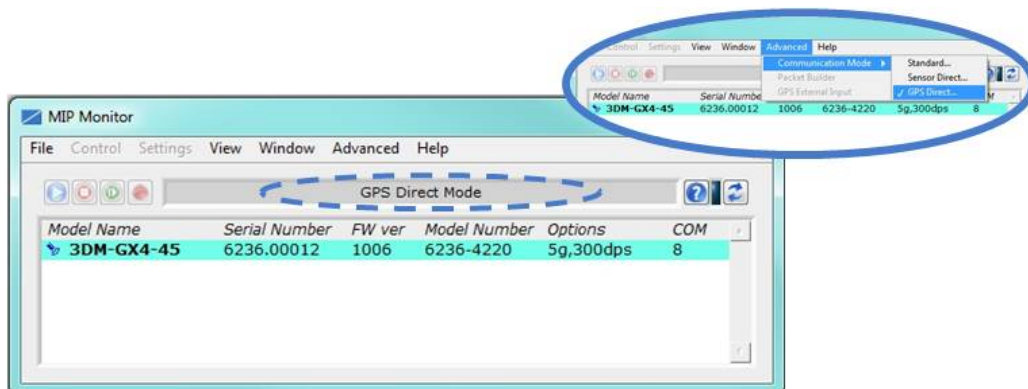 Control Settings View Window Advanced Help
Communication Mode Standard...
Packet Builder Sensor Direct...
GPS External Input ✓ GPS Direct...
Model Name Serial Numbe
3DM-GX4-45 6236.00012 1006 6236-4220 5g,300dps 8
MIP Monitor
File Control Settings View Window Advanced Help
GPS Direct Mode
Model Name Serial Number FW ver Model Number Options COM
3DM-GX4-45 6236.00012 1006 6236-4220 5g,300dps 8